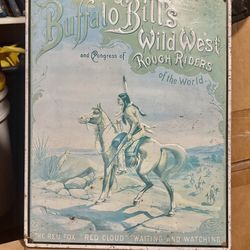 Buffalo Bill's
Wild West
and Congress of
ROUGH RIDERS
of the World.
THE RED FOX "RED CLOUD" WAITING AND WATCHING